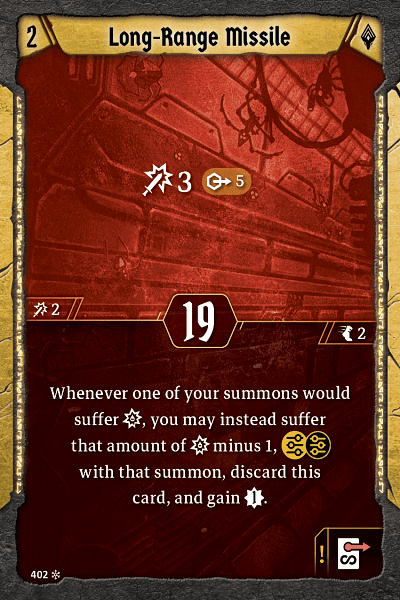 2
Long-Range Missile
3
5
2
19
2
Whenever one of your summons would
suffer , you may instead suffer
that amount of minus 1,
with that summon, discard this
card, and gain 1.
!
S
402